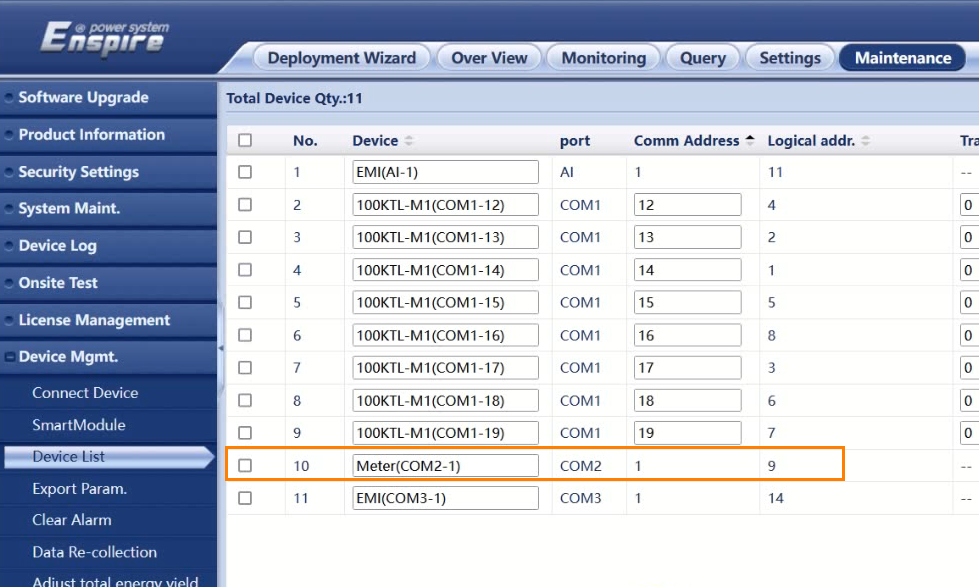 @ power system
Enspire
Deployment Wizard Over View Monitoring Query Settings Maintenance
Software Upgrade
Product Information
Security Settings
System Maint.
Device Log
Onsite Test
License Management
Device Mgmt.
Connect Device
SmartModule
Device List
Export Param.
Clear Alarm
Data Re-collection
Adjust total energy yield
Total Device Qty.:11
No. Device port Comm Address Logical addr. Tra
1 EMI(AI-1) AI 1 11 --
2 100KTL-M1(COM1-12) COM1 12 4 0
3 100KTL-M1(COM1-13) COM1 13 2 0
4 100KTL-M1(COM1-14) COM1 14 1 0
5 100KTL-M1(COM1-15) COM1 15 5 0
6 100KTL-M1(COM1-16) COM1 16 8 0
7 100KTL-M1(COM1-17) COM1 17 3 0
8 100KTL-M1(COM1-18) COM1 18 6 0
9 100KTL-M1(COM1-19) COM1 19 7 0
10 Meter(COM2-1) COM2 1 9 --
11 EMI(COM3-1) COM3 1 14 --